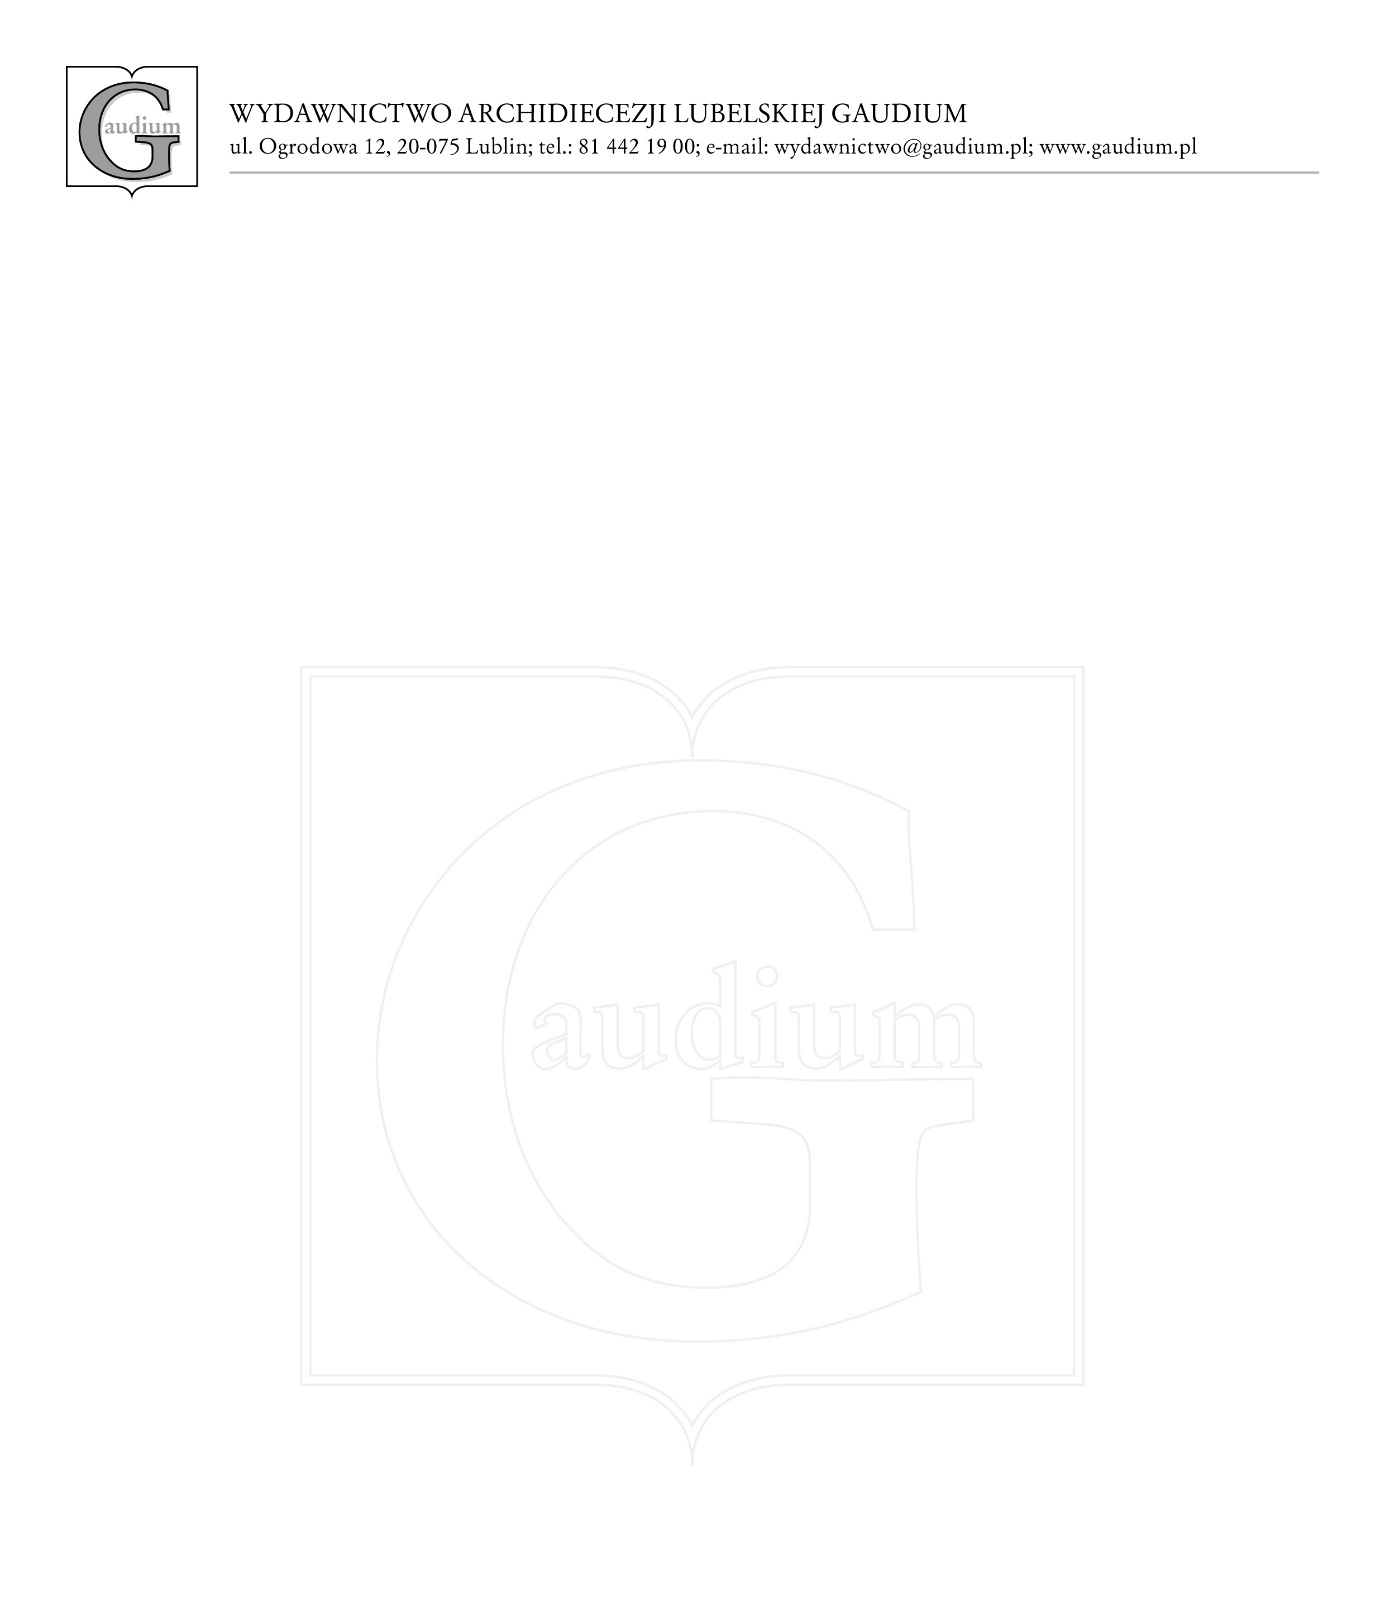 Gaudium
WYDAWNICTWO ARCHIDIECEZJI LUBELSKIEJ GAUDIUM
ul. Ogrodowa 12, 20-075 Lublin; tel.: 81 442 19 00; e-mail: wydawnictwo@gaudium.pl; www.gaudium.pl
Gaudium